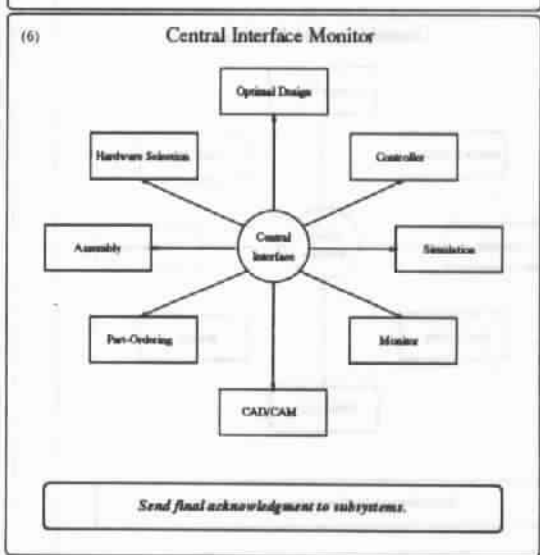 (6)
Central Interface Monitor
Optimal Design
Hardware Selection
Controller
Central
Interface
Assembly
Simulation
Part-Ordering
Monitor
CAD/CAM
Send final acknowledgment to subsystems.